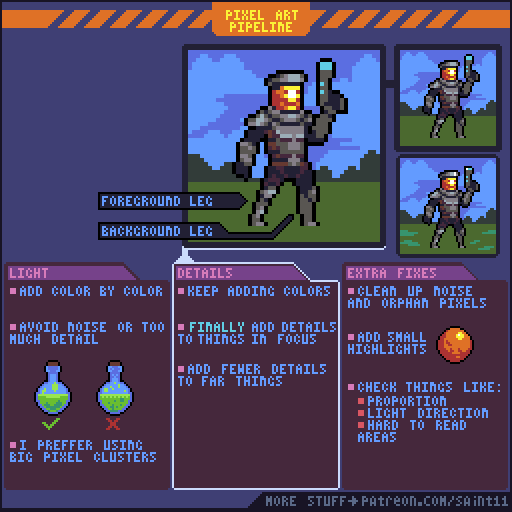 PIXEL ART
PIPELINE
FOREGROUND LEG
BACKGROUND LEG
LIGHT
ADD COLOR BY COLOR
AVOID NOISE OR TOO
MUCH DETAIL
I PREFFER USING
BIG PIXEL CLUSTERS
DETAILS
KEEP ADDING COLORS
FINALLY ADD DETAILS
TO THINGS IN FOCUS
ADD FEWER DETAILS
TO FAR THINGS
EXTRA FIXES
CLEAN UP NOISE
AND ORPHAN PIXELS
ADD SMALL
HIGHLIGHTS
CHECK THINGS LIKE:
PROPORTION
LIGHT DIRECTION
HARD TO READ
AREAS
MORE STUFF→PATREON.COM/SAINT11